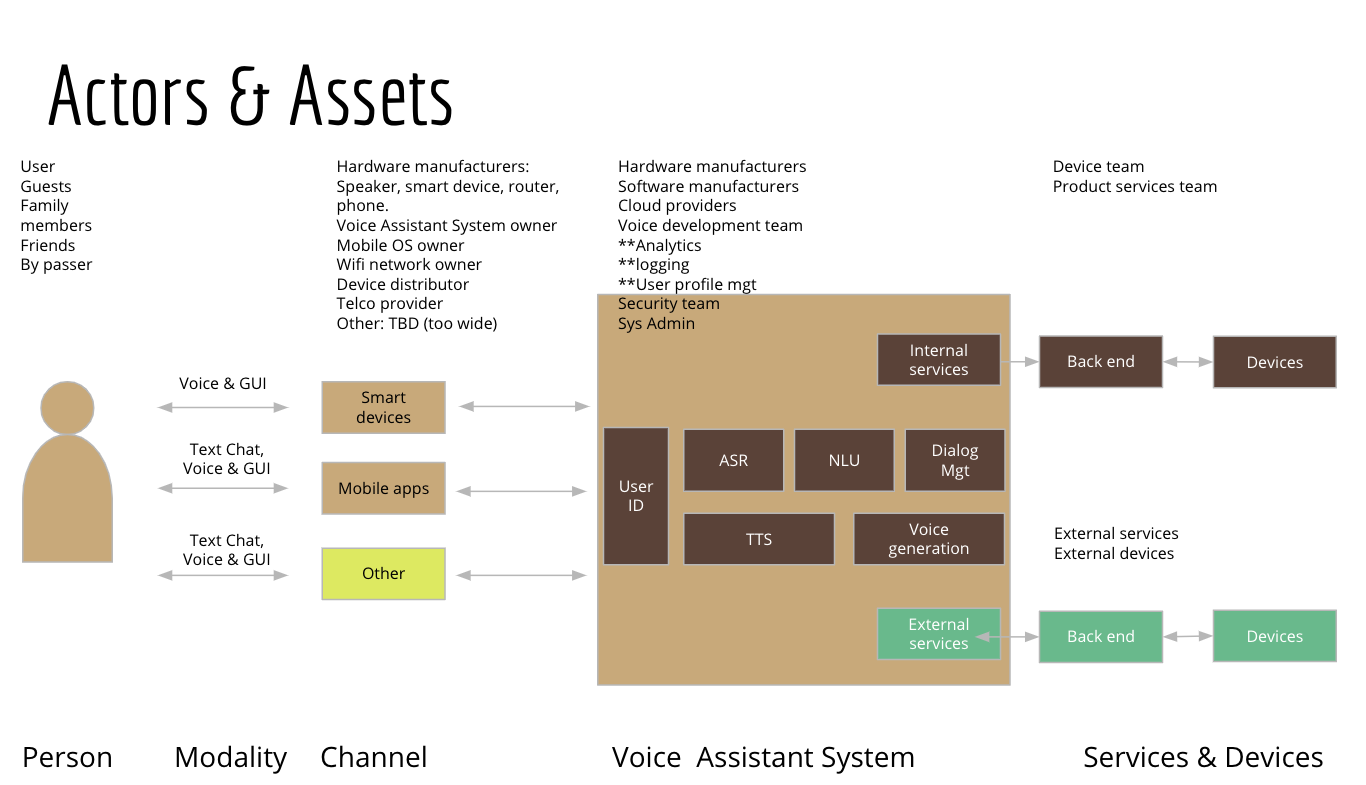 Actors & Assets
User
Guests
Family
members
Friends
By passer
Hardware manufacturers:
Speaker, smart device, router,
phone.
Voice Assistant System owner
Mobile OS owner
Wifi network owner
Device distributor
Telco provider
Other: TBD (too wide)
Hardware manufacturers
Software manufacturers
Cloud providers
Voice development team
**Analytics
**logging
**User profile mgt
Security team
Sys Admin
Device team
Product services team
Voice & GUI
Text Chat,
Voice & GUI
Text Chat,
Voice & GUI
Smart
devices
Mobile apps
Other
User
ID
Internal
services
ASR
NLU
Dialog
Mgt
TTS
Voice
generation
External
services
Back end
Devices
External services
External devices
Back end
Devices
Person
Modality
Channel
Voice  Assistant System
Services & Devices